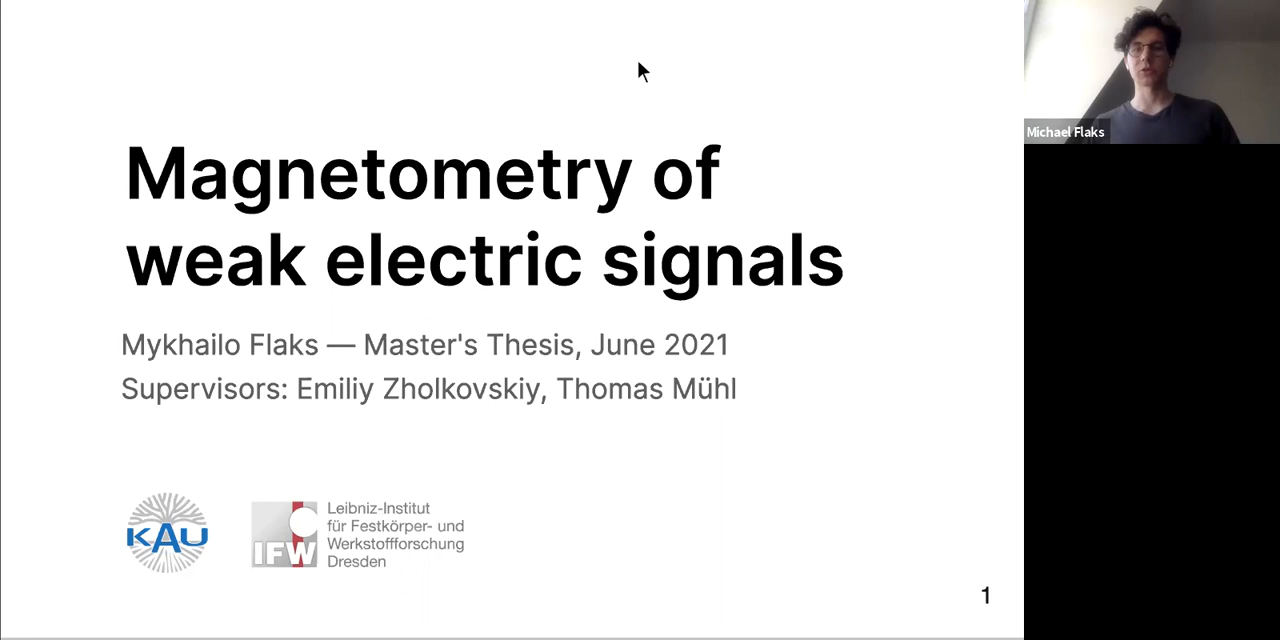 Magnetometry of
weak electric signals
Mykhailo Flaks — Master's Thesis, June 2021
Supervisors: Emiliy Zholkovskiy, Thomas Mühl
KAU
IFW
Leibniz-Institut
für Festkörper- und
Werkstoffforschung
Dresden
1
Michael Flaks